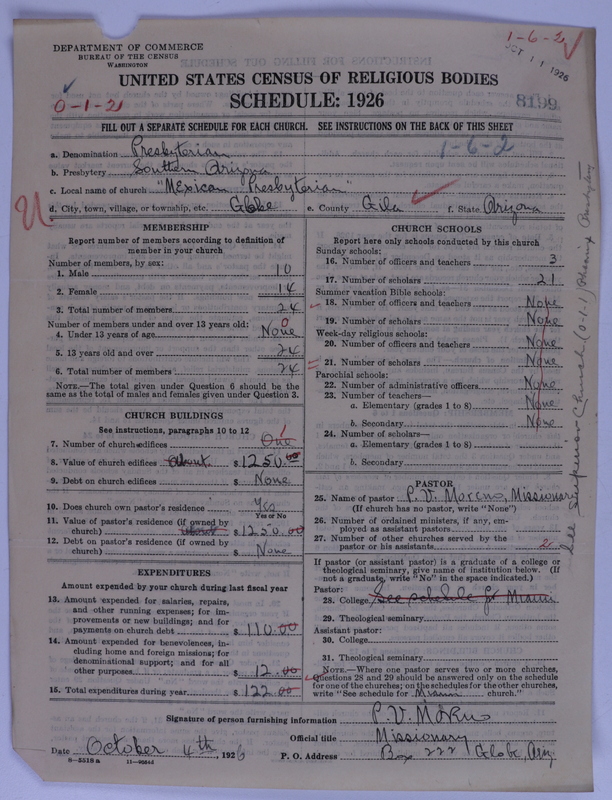 1-6-2
OCT 11 1926
DEPARTMENT OF COMMERCE
BUREAU OF THE CENSUS
WASHINGTON
UNITED STATES CENSUS OF RELIGIOUS BODIES
0-1-2
SCHEDULE: 1926
8199
FILL OUT A SEPARATE SCHEDULE FOR EACH CHURCH. SEE INSTRUCTIONS ON THE BACK OF THIS SHEET
1-6-2
a. Denomination Presbyterian
b. Presbytery Southern Arizona
c. Local name of church "Mexican Presbyterian"
d. City, town, village, or township, etc. Globe e. County Gila f. State Arizona
MEMBERSHIP
Report number of members according to definition of
member in your church
Number of members, by sex:
1. Male 10
2. Female 14
3. Total number of members 24
Number of members under and over 13 years old: 0
4. Under 13 years of age None
5. 13 years old and over 24
6. Total number of members 24
NOTE.—The total given under Question 6 should be the
same as the total of males and females given under Question 3.
CHURCH BUILDINGS
See instructions, paragraphs 10 to 12
7. Number of church edifices One 1
8. Value of church edifices About $1250.00
9. Debt on church edifices $ None
10. Does church own pastor's residence Yes
Yes or No
11. Value of pastor's residence (if owned by
church) about $1250.00
12. Debt on pastor's residence (if owned by
church) $ None
EXPENDITURES
Amount expended by your church during last fiscal year
13. Amount expended for salaries, repairs,
and other running expenses; for im-
provements or new buildings; and for
payments on church debt $110.00
14. Amount expended for benevolences, in-
cluding home and foreign missions; for
denominational support; and for all
other purposes $12.00
15. Total expenditures during year $122.00
CHURCH SCHOOLS
Report here only schools conducted by this church
Sunday schools:
16. Number of officers and teachers 3
17. Number of scholars 21
Summer vacation Bible schools:
18. Number of officers and teachers None
19. Number of scholars None
Week-day religious schools:
20. Number of officers and teachers None
21. Number of scholars None
Parochial schools:
22. Number of administrative officers None
23. Number of teachers—
a. Elementary (grades 1 to 8) None
b. Secondary None
24. Number of scholars—
a. Elementary (grades 1 to 8)
b. Secondary
PASTOR
25. Name of pastor P. V. Moreno, Missionary
(If church has no pastor, write "None")
26. Number of ordained ministers, if any, em-
ployed as assistant pastors
27. Number of other churches served by the
pastor or his assistants 2
If pastor (or assistant pastor) is a graduate of a college or
theological seminary, give name of institution below. (If
not a graduate, write "No" in the space indicated.)
Pastor:
28. College See schedule for Miami
29. Theological seminary
Assistant pastor:
30. College
31. Theological seminary
NOTE.—Where one pastor serves two or more churches,
Questions 28 and 29 should be answered only on the schedule
for one of the churches; on the schedules for the other churches,
write "See schedule for Miami church."
See Superior Church (0-1-1) Phoenix Presbytery
Signature of person furnishing information P. V. Moreno
Official title Missionary
Date October 4th, 1926 P. O. Address Box 222 Globe, Ariz.
8-5518 a